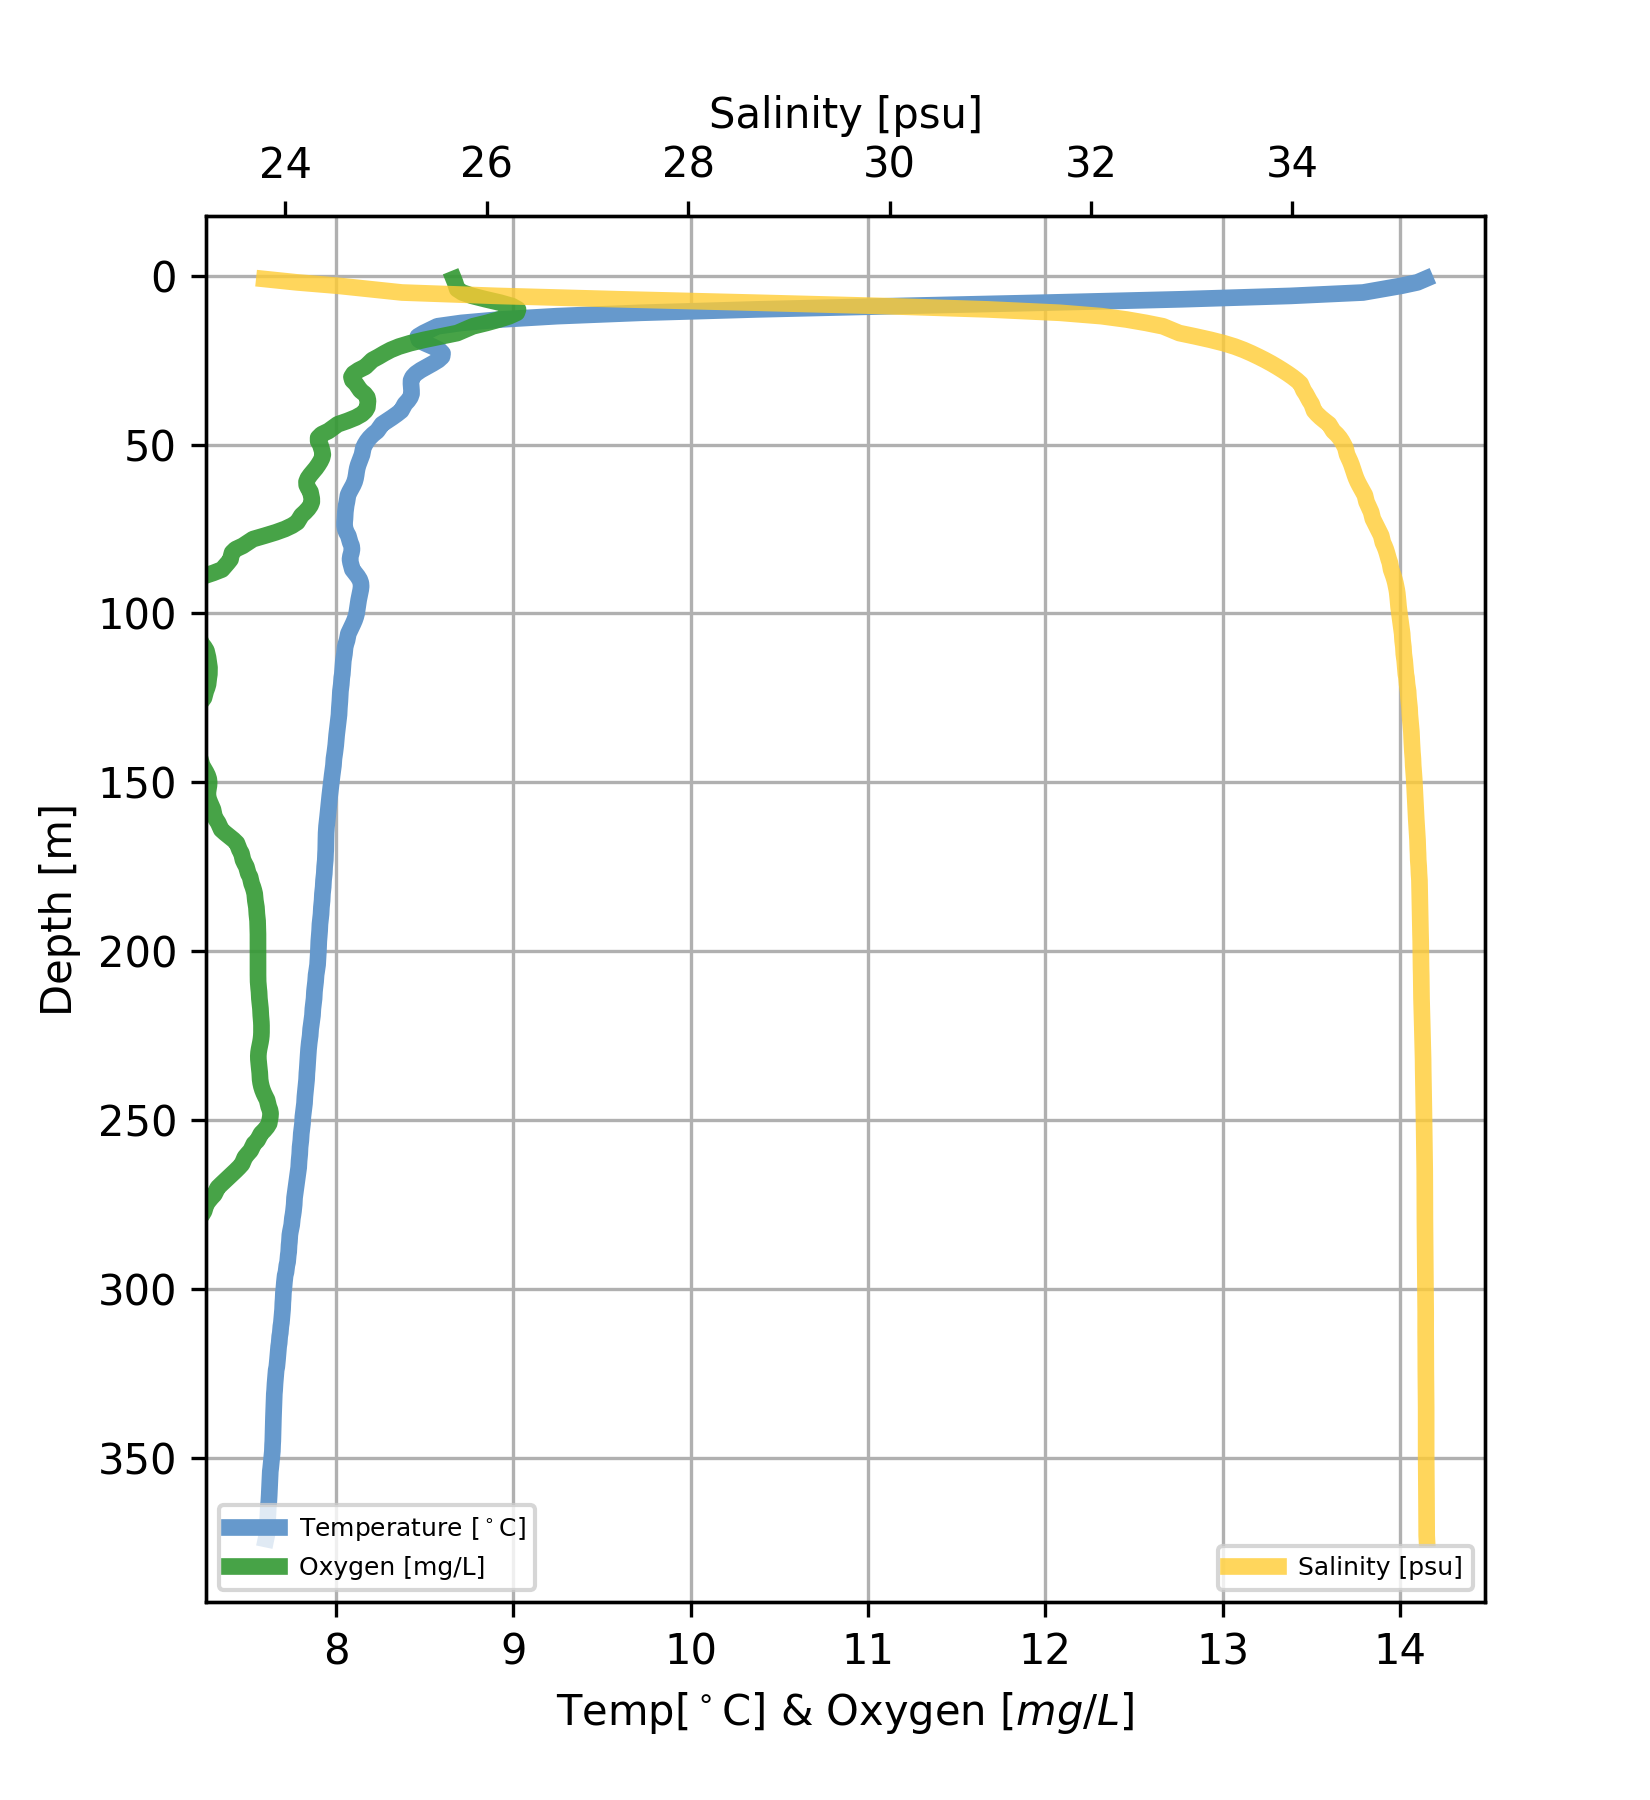 Salinity [psu]
24 26 28 30 32 34
0
50
100
150
200
250
300
350
Depth [m]
Temperature [°C]
Oxygen [mg/L]
Salinity [psu]
8 9 10 11 12 13 14
Temp[°C] & Oxygen [mg/L]